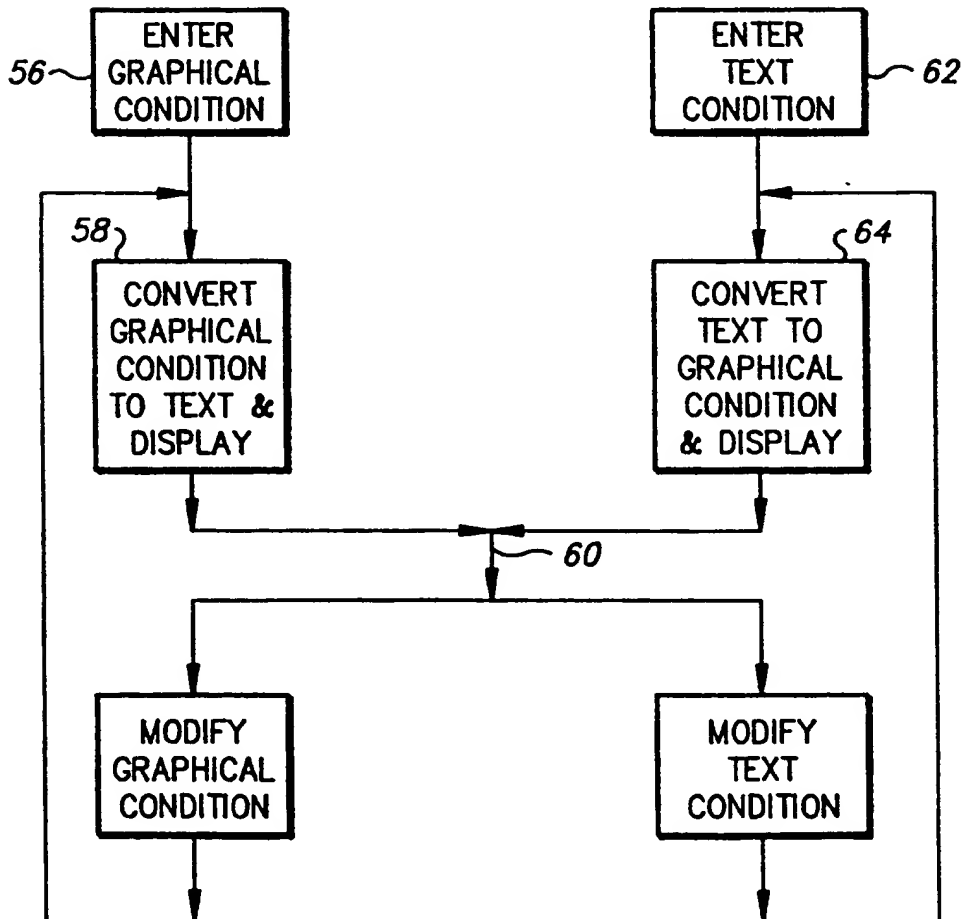 56
ENTER
GRAPHICAL
CONDITION
ENTER
TEXT
CONDITION
62
58
CONVERT
GRAPHICAL
CONDITION
TO TEXT &
DISPLAY
64
CONVERT
TEXT TO
GRAPHICAL
CONDITION
& DISPLAY
60
MODIFY
GRAPHICAL
CONDITION
MODIFY
TEXT
CONDITION